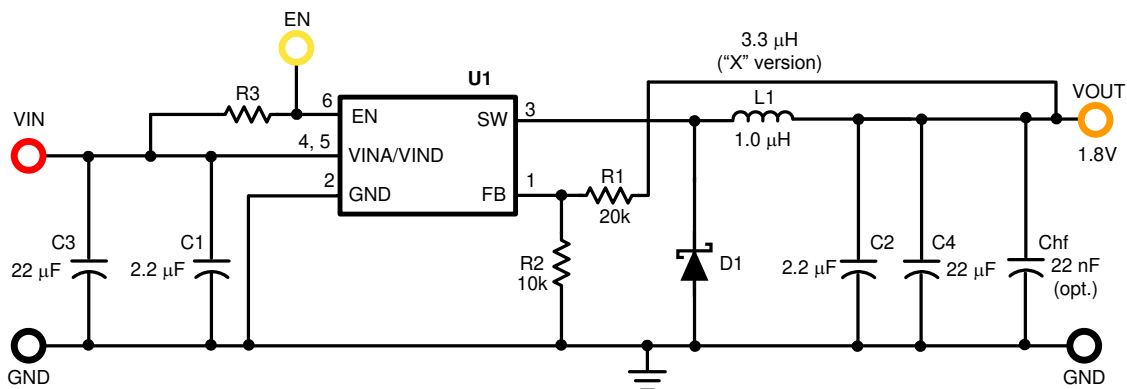 EN
3.3 μH
("X" version)
U1
R3
6
EN
SW
3
L1
1.0 μH
VOUT
1.8V
VIN
4, 5
VINA/VIND
2
GND
FB
1
R1
20k
C3
22 μF
C1
2.2 μF
R2
10k
D1
C2
2.2 μF
C4
22 μF
Chf
22 nF
(opt.)
GND
GND